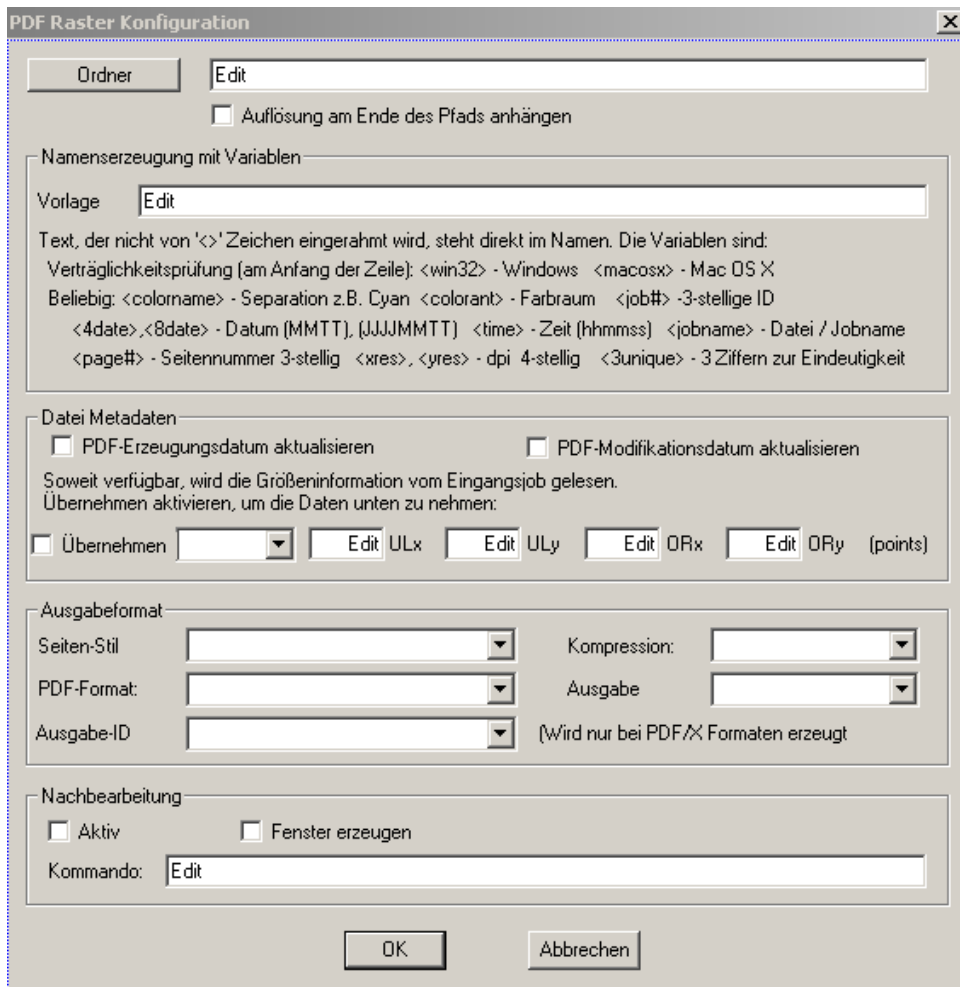 PDF Raster Konfiguration
Ordner Edit
Auflösung am Ende des Pfads anhängen
Namenserzeugung mit Variablen
Vorlage Edit
Text, der nicht von '<>' Zeichen eingerahmt wird, steht direkt im Namen. Die Variablen sind:
Verträglichkeitsprüfung (am Anfang der Zeile): <win32> - Windows <macosx> - Mac OS X
Beliebig: <colorname> - Separation z.B. Cyan <colorant> - Farbraum <job#> -3-stellige ID
<4date>,<8date> - Datum (MMTT), (JJJJMMTT) <time> - Zeit (hhmmss) <jobname> - Datei / Jobname
<page#> - Seitennummer 3-stellig <xres>, <yres> - dpi 4-stellig <3unique> - 3 Ziffern zur Eindeutigkeit
Datei Metadaten
PDF-Erzeugungsdatum aktualisieren PDF-Modifikationsdatum aktualisieren
Soweit verfügbar, wird die Größeninformation vom Eingangsjob gelesen.
Übernehmen aktivieren, um die Daten unten zu nehmen:
Übernehmen Edit ULx Edit ULy Edit ORx Edit ORy (points)
Ausgabeformat
Seiten-Stil Kompression:
PDF-Format: Ausgabe
Ausgabe-ID (Wird nur bei PDF/X Formaten erzeugt
Nachbearbeitung
Aktiv Fenster erzeugen
Kommando: Edit
OK Abbrechen